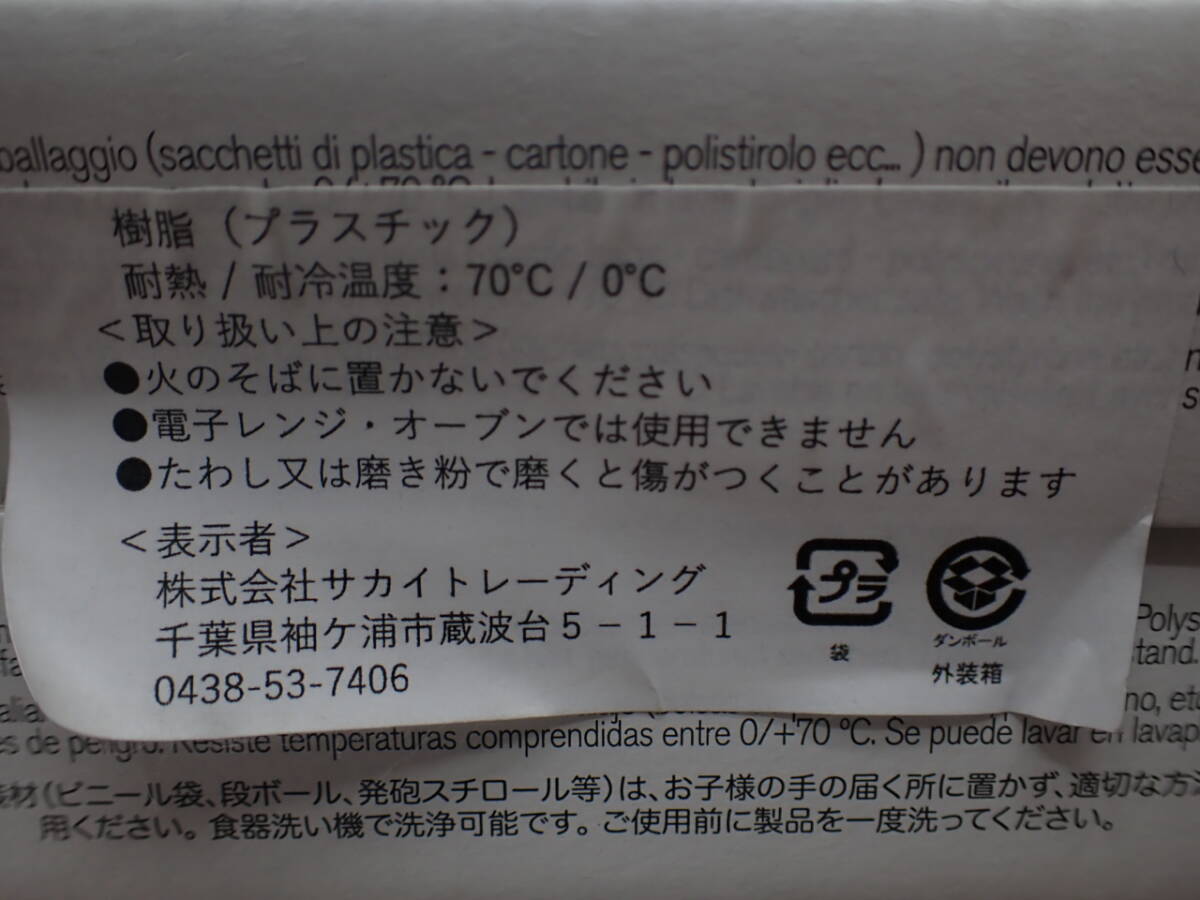 ballaggio (sacchetti di plastica - cartone - polistirolo ecc... ) non devono esse
樹脂（プラスチック）
耐熱 / 耐冷温度：70℃ / 0℃
＜取り扱い上の注意＞
●火のそばに置かないでください
●電子レンジ・オーブンでは使用できません
●たわし又は磨き粉で磨くと傷がつくことがあります
＜表示者＞
株式会社サカイトレーディング
千葉県袖ケ浦市蔵波台５－１－１
0438-53-7406
プラ
袋
ダンボール
外装箱
Polys
stand.
no, etc
es de peligro. Resiste temperaturas comprendidas entre 0/+70 °C. Se puede lavar en lavap
装材（ビニール袋、段ボール、発砲スチロール等）は、お子様の手の届く所に置かず、適切な方法
用ください。食器洗い機で洗浄可能です。ご使用前に製品を一度洗ってください。